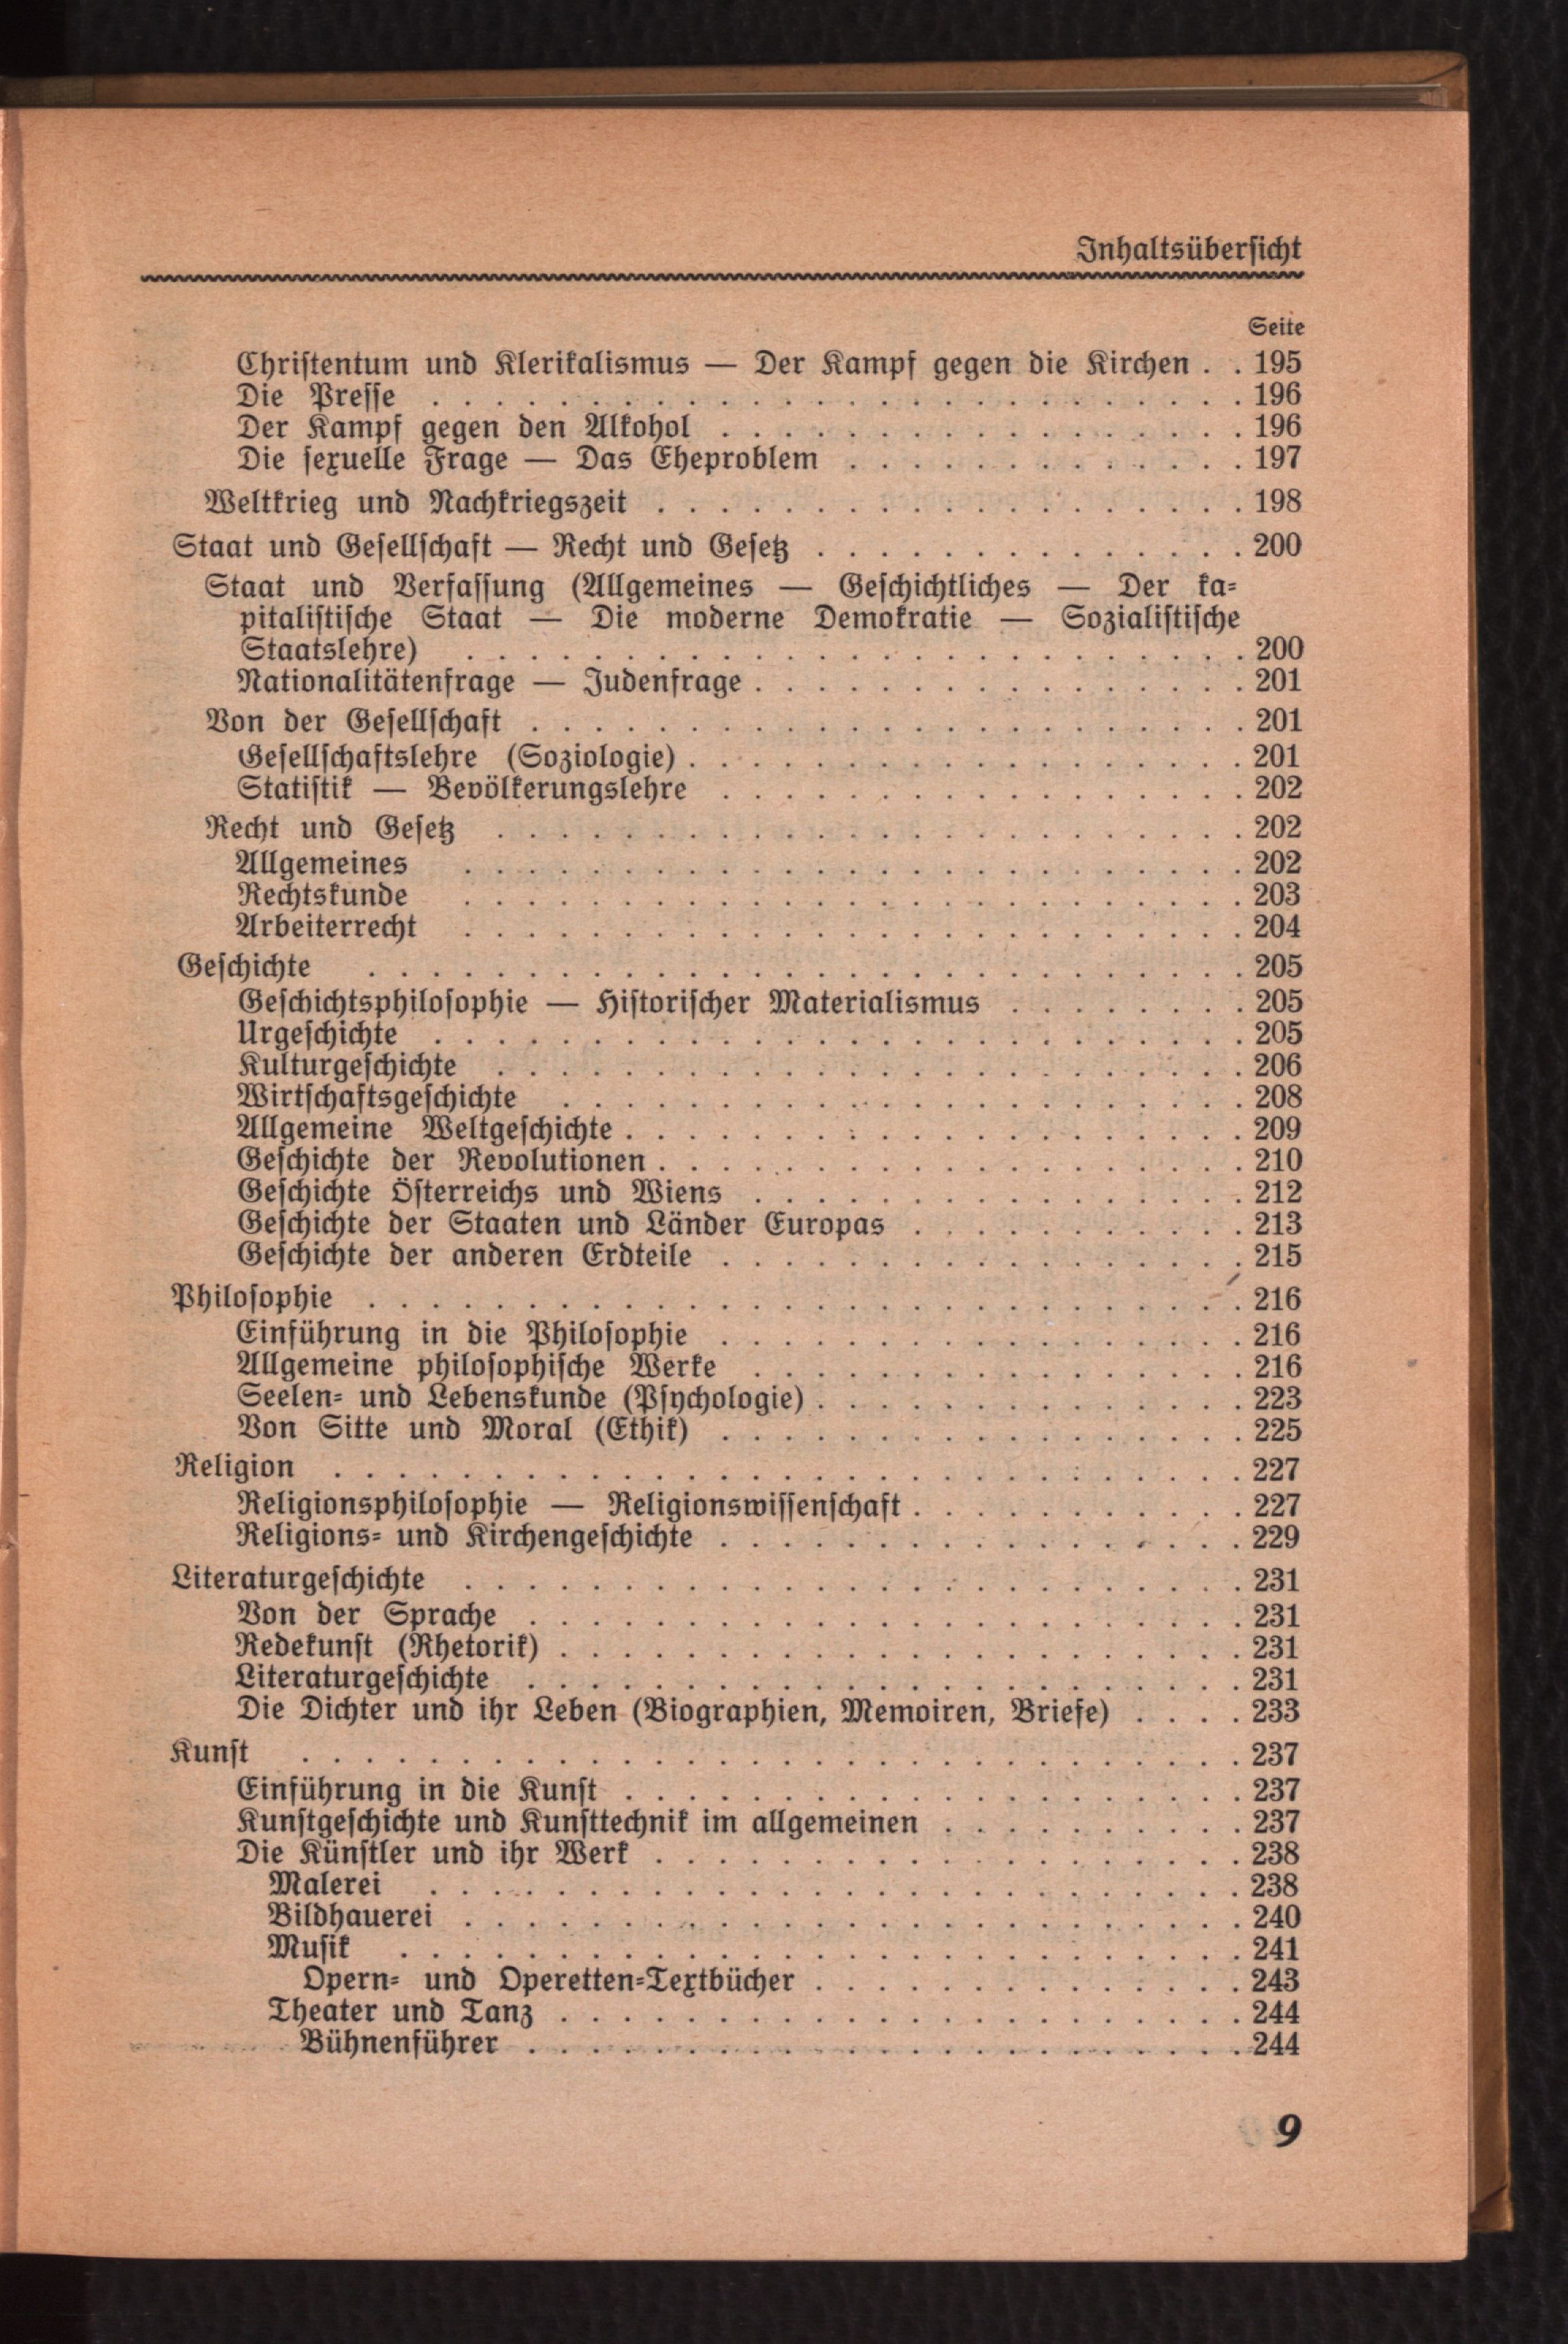 Inhaltsübersicht
Seite
Christentum und Klerikalismus — Der Kampf gegen die Kirchen . . 195
Die Presse . . . . . . . . . . . . . . . . . . . . . . . . . . 196
Der Kampf gegen den Alkohol . . . . . . . . . . . . . . . . . 196
Die sexuelle Frage — Das Eheproblem . . . . . . . . . . . . . 197
Weltkrieg und Nachkriegszeit . . . . . . . . . . . . . . . . . . . 198
Staat und Gesellschaft — Recht und Gesetz . . . . . . . . . . . . . . 200
Staat und Verfassung (Allgemeines — Geschichtliches — Der ka-
pitalistische Staat — Die moderne Demokratie — Sozialistische
Staatslehre) . . . . . . . . . . . . . . . . . . . . . . . . . 200
Nationalitätenfrage — Judenfrage . . . . . . . . . . . . . . . . 201
Von der Gesellschaft . . . . . . . . . . . . . . . . . . . . . . . 201
Gesellschaftslehre (Soziologie) . . . . . . . . . . . . . . . . . . 201
Statistik — Bevölkerungslehre . . . . . . . . . . . . . . . . . 202
Recht und Gesetz . . . . . . . . . . . . . . . . . . . . . . . . 202
Allgemeines . . . . . . . . . . . . . . . . . . . . . . . . . 202
Rechtskunde . . . . . . . . . . . . . . . . . . . . . . . . . 203
Arbeiterrecht . . . . . . . . . . . . . . . . . . . . . . . . . 204
Geschichte . . . . . . . . . . . . . . . . . . . . . . . . . . . . 205
Geschichtsphilosophie — Historischer Materialismus . . . . . . . . 205
Urgeschichte . . . . . . . . . . . . . . . . . . . . . . . . . . 205
Kulturgeschichte . . . . . . . . . . . . . . . . . . . . . . . . 206
Wirtschaftsgeschichte . . . . . . . . . . . . . . . . . . . . . . 208
Allgemeine Weltgeschichte . . . . . . . . . . . . . . . . . . . . 209
Geschichte der Revolutionen . . . . . . . . . . . . . . . . . . . 210
Geschichte Österreichs und Wiens . . . . . . . . . . . . . . . . 212
Geschichte der Staaten und Länder Europas . . . . . . . . . . . 213
Geschichte der anderen Erdteile . . . . . . . . . . . . . . . . . 215
Philosophie . . . . . . . . . . . . . . . . . . . . . . . . . . . . 216
Einführung in die Philosophie . . . . . . . . . . . . . . . . . 216
Allgemeine philosophische Werke . . . . . . . . . . . . . . . . 216
Seelen- und Lebenskunde (Psychologie) . . . . . . . . . . . . . . 223
Von Sitte und Moral (Ethik) . . . . . . . . . . . . . . . . . 225
Religion . . . . . . . . . . . . . . . . . . . . . . . . . . . . . 227
Religionsphilosophie — Religionswissenschaft . . . . . . . . . . . 227
Religions- und Kirchengeschichte . . . . . . . . . . . . . . . . . 229
Literaturgeschichte . . . . . . . . . . . . . . . . . . . . . . . . . 231
Von der Sprache . . . . . . . . . . . . . . . . . . . . . . . 231
Redekunst (Rhetorik) . . . . . . . . . . . . . . . . . . . . . . 231
Literaturgeschichte . . . . . . . . . . . . . . . . . . . . . . . 231
Die Dichter und ihr Leben (Biographien, Memoiren, Briefe) . . . . 233
Kunst . . . . . . . . . . . . . . . . . . . . . . . . . . . . . . 237
Einführung in die Kunst . . . . . . . . . . . . . . . . . . . . 237
Kunstgeschichte und Kunsttechnik im allgemeinen . . . . . . . . . . 237
Die Künstler und ihr Werk . . . . . . . . . . . . . . . . . . . 238
Malerei . . . . . . . . . . . . . . . . . . . . . . . . . . 238
Bildhauerei . . . . . . . . . . . . . . . . . . . . . . . . . 240
Musik . . . . . . . . . . . . . . . . . . . . . . . . . . . 241
Opern- und Operetten-Textbücher . . . . . . . . . . . . . . 243
Theater und Tanz . . . . . . . . . . . . . . . . . . . . . . 244
Bühnenführer . . . . . . . . . . . . . . . . . . . . . . . 244
9